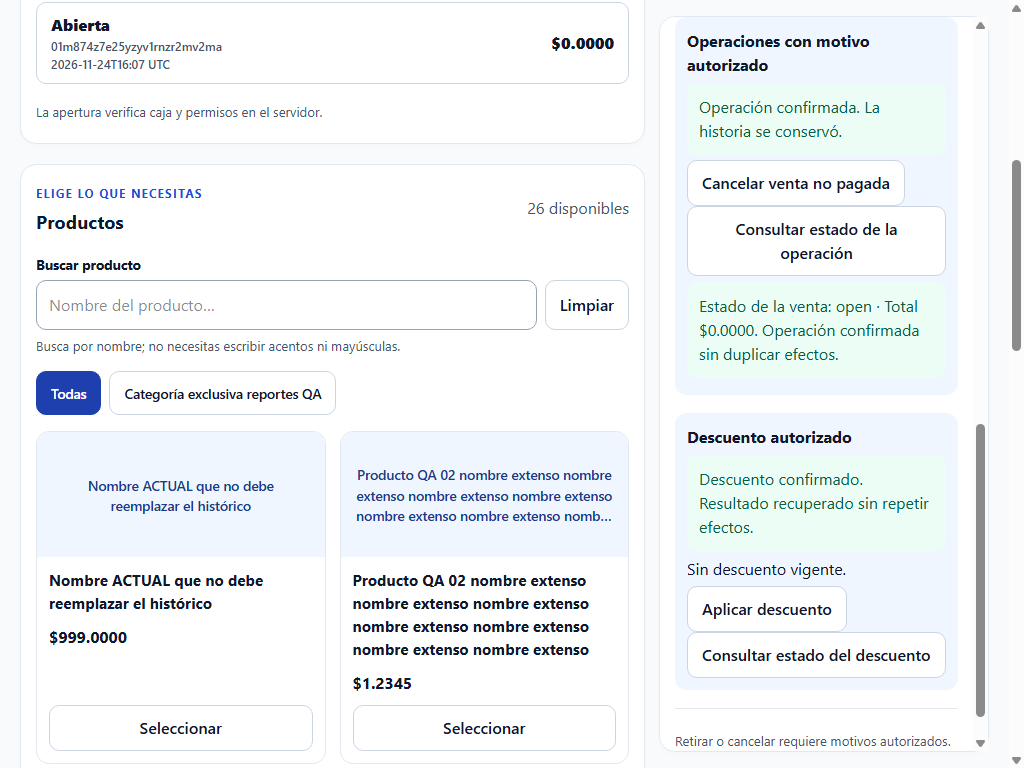 Abierta
01m874z7e25yzyv1rnzr2mv2ma
2026-11-24T16:07 UTC
$0.0000
La apertura verifica caja y permisos en el servidor.
ELIGE LO QUE NECESITAS
Productos
26 disponibles
Buscar producto
Nombre del producto...
Limpiar
Busca por nombre; no necesitas escribir acentos ni mayúsculas.
Todas
Categoría exclusiva reportes QA
Nombre ACTUAL que no debe
reemplazar el histórico
Nombre ACTUAL que no debe
reemplazar el histórico
$999.0000
Seleccionar
Producto QA 02 nombre extenso
extenso nombre extenso nombre extenso
nombre extenso nombre extenso nomb...
Producto QA 02 nombre extenso
nombre extenso nombre extenso
nombre extenso nombre extenso
nombre extenso nombre extenso
$1.2345
Seleccionar
Operaciones con motivo
autorizado
Operación confirmada. La
historia se conservó.
Cancelar venta no pagada
Consultar estado de la
operación
Estado de la venta: open · Total
$0.0000. Operación confirmada
sin duplicar efectos.
Descuento autorizado
Descuento confirmado.
Resultado recuperado sin repetir
efectos.
Sin descuento vigente.
Aplicar descuento
Consultar estado del descuento
Retirar o cancelar requiere motivos autorizados.